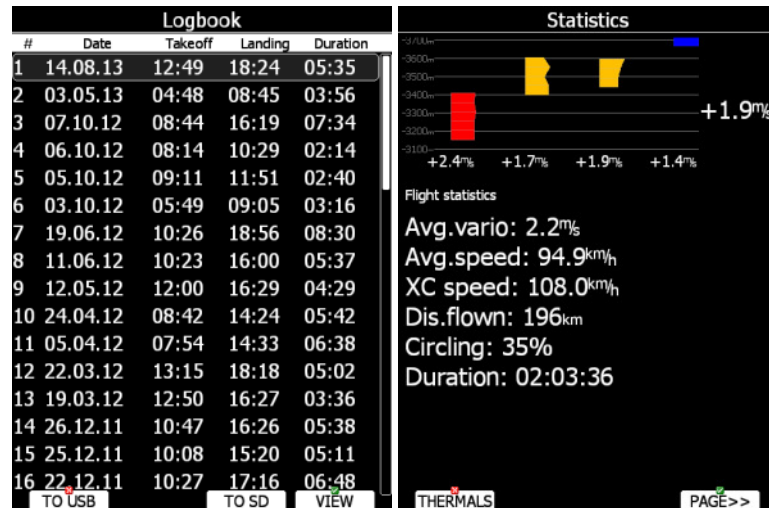 Logbook
# Date Takeoff Landing Duration
1 14.08.13 12:49 18:24 05:35
2 03.05.13 04:48 08:45 03:56
3 07.10.12 08:44 16:19 07:34
4 06.10.12 08:14 10:29 02:14
5 05.10.12 09:11 11:51 02:40
6 03.10.12 05:49 09:05 03:16
7 19.06.12 10:26 18:56 08:30
8 11.06.12 10:23 16:00 05:37
9 12.05.12 12:00 16:29 04:29
10 24.04.12 08:42 14:24 05:42
11 05.04.12 07:54 14:33 06:38
12 22.03.12 13:15 18:18 05:02
13 19.03.12 12:50 16:27 03:36
14 26.12.11 10:47 16:26 05:38
15 25.12.11 10:08 15:20 05:11
16 22.12.11 10:27 17:16 06:48
TO USB TO SD VIEW
Statistics
-3700m
-3600m
-3500m
-3400m
-3300m
-3200m
-3100m
+1.9m/s
+2.4m/s +1.7m/s +1.9m/s +1.4m/s
Flight statistics
Avg.vario: 2.2m/s
Avg.speed: 94.9km/h
XC speed: 108.0km/h
Dis.flown: 196km
Circling: 35%
Duration: 02:03:36
THERMALS PAGE>>